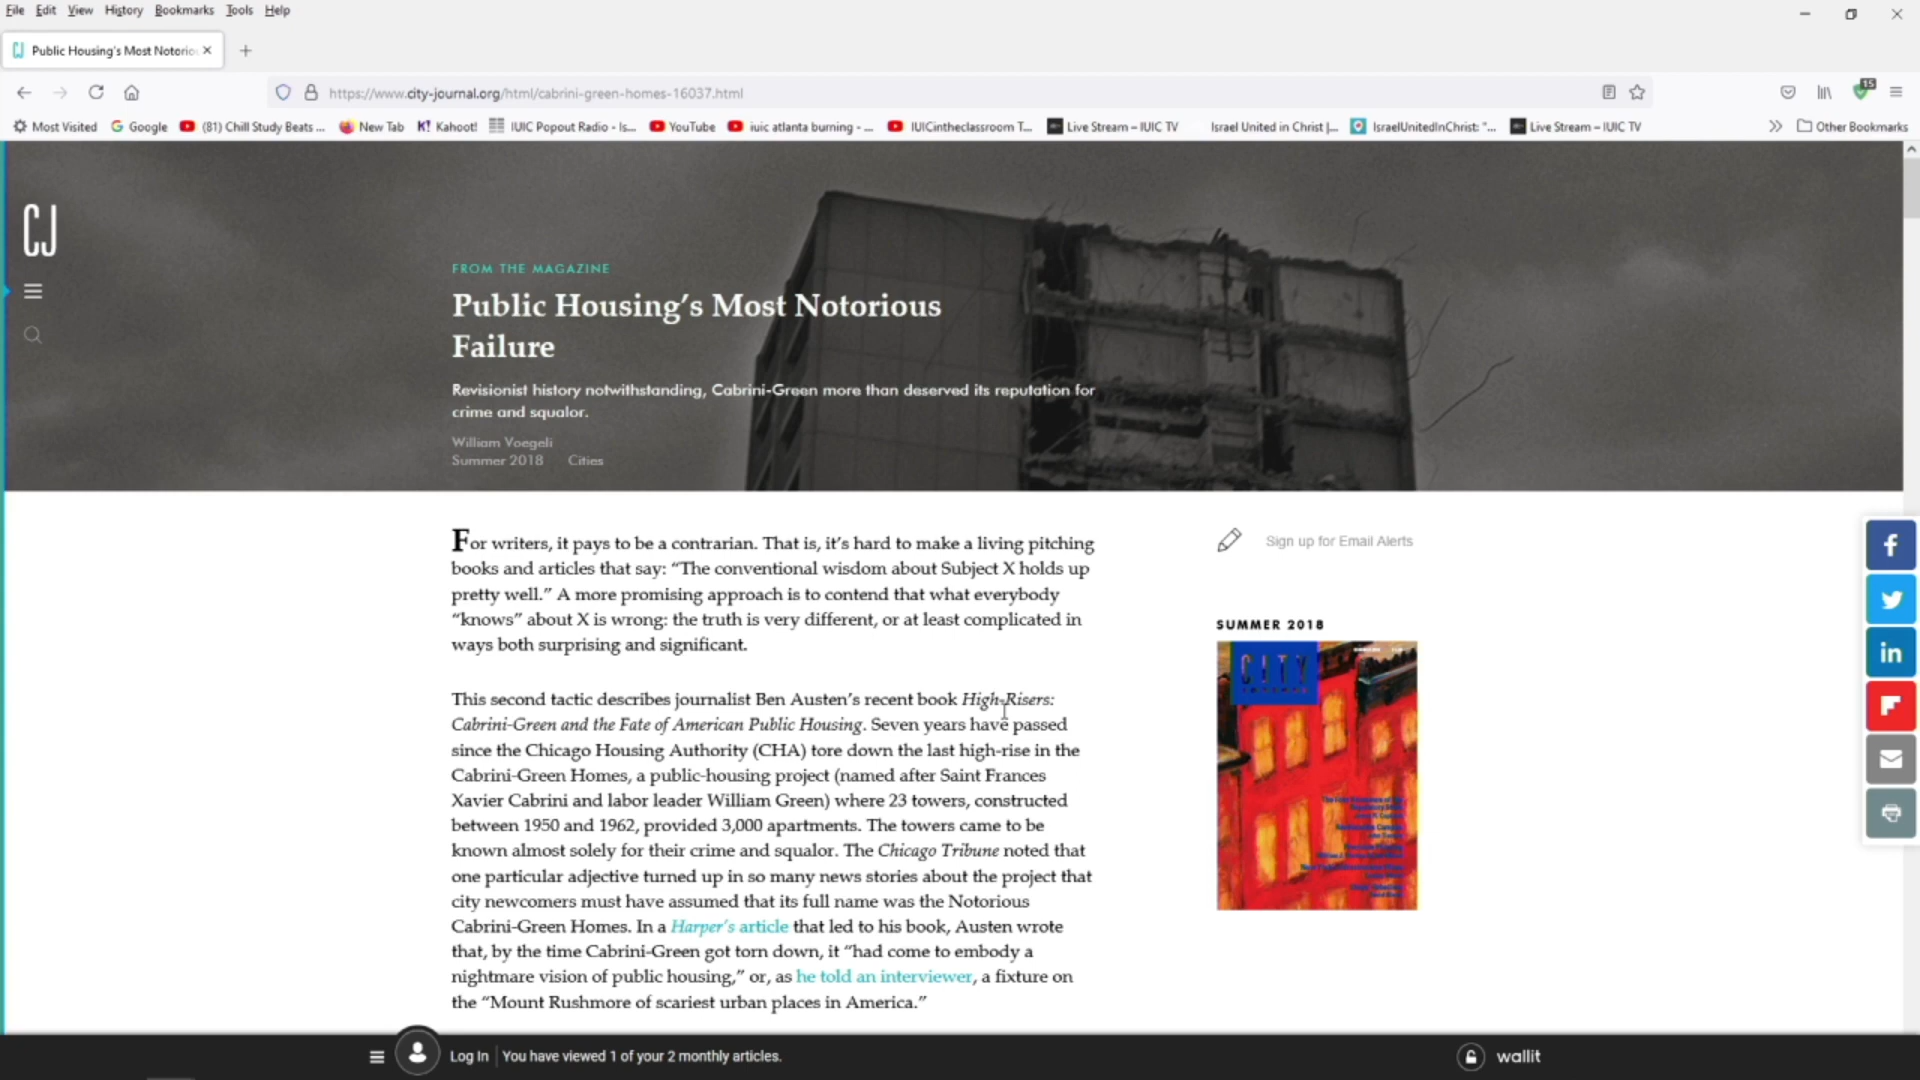 File Edit View History Bookmarks Tools Help
Public Housing's Most Notorio
https://www.city-journal.org/html/cabrini-green-homes-16037.html
15
Most Visited Google (81) Chill Study Beats ... New Tab K! Kahoot! IUIC Popout Radio - Is... YouTube iuic atlanta burning - ... IUICintheclassroom T... Live Stream – IUIC TV Israel United in Christ |... IsraelUnitedInChrist: "... Live Stream – IUIC TV Other Bookmarks
CJ
FROM THE MAGAZINE
Public Housing's Most Notorious
Failure
Revisionist history notwithstanding, Cabrini-Green more than deserved its reputation for
crime and squalor.
William Voegeli
Summer 2018 Cities
For writers, it pays to be a contrarian. That is, it's hard to make a living pitching
books and articles that say: “The conventional wisdom about Subject X holds up
pretty well.” A more promising approach is to contend that what everybody
“knows” about X is wrong: the truth is very different, or at least complicated in
ways both surprising and significant.
This second tactic describes journalist Ben Austen's recent book High-Risers:
Cabrini-Green and the Fate of American Public Housing. Seven years have passed
since the Chicago Housing Authority (CHA) tore down the last high-rise in the
Cabrini-Green Homes, a public-housing project (named after Saint Frances
Xavier Cabrini and labor leader William Green) where 23 towers, constructed
between 1950 and 1962, provided 3,000 apartments. The towers came to be
known almost solely for their crime and squalor. The Chicago Tribune noted that
one particular adjective turned up in so many news stories about the project that
city newcomers must have assumed that its full name was the Notorious
Cabrini-Green Homes. In a Harper's article that led to his book, Austen wrote
that, by the time Cabrini-Green got torn down, it “had come to embody a
nightmare vision of public housing,” or, as he told an interviewer, a fixture on
the “Mount Rushmore of scariest urban places in America.”
Sign up for Email Alerts
SUMMER 2018
CITY
Log In You have viewed 1 of your 2 monthly articles.
wallit